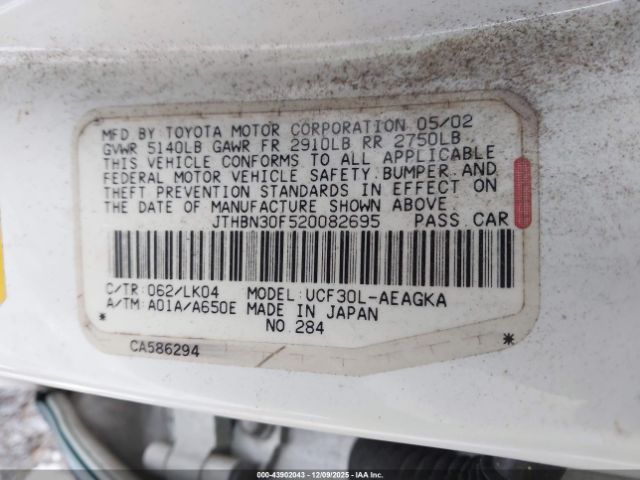 MFD BY TOYOTA MOTOR CORPORATION 05/02
GVWR 5140LB GAWR FR 2910LB RR 2750LB
THIS VEHICLE CONFORMS TO ALL APPLICABLE
FEDERAL MOTOR VEHICLE SAFETY, BUMPER, AND
THEFT PREVENTION STANDARDS IN EFFECT ON
THE DATE OF MANUFACTURE SHOWN ABOVE.
JTHBN30F520082695 PASS CAR
C/TR: 062/LK04 MODEL: UCF30L-AEAGKA
A/TM: A01A/A650E MADE IN JAPAN
* NO. 284 *
CA586294
000-43902043 - 12/09/2025 - IAAI.COM